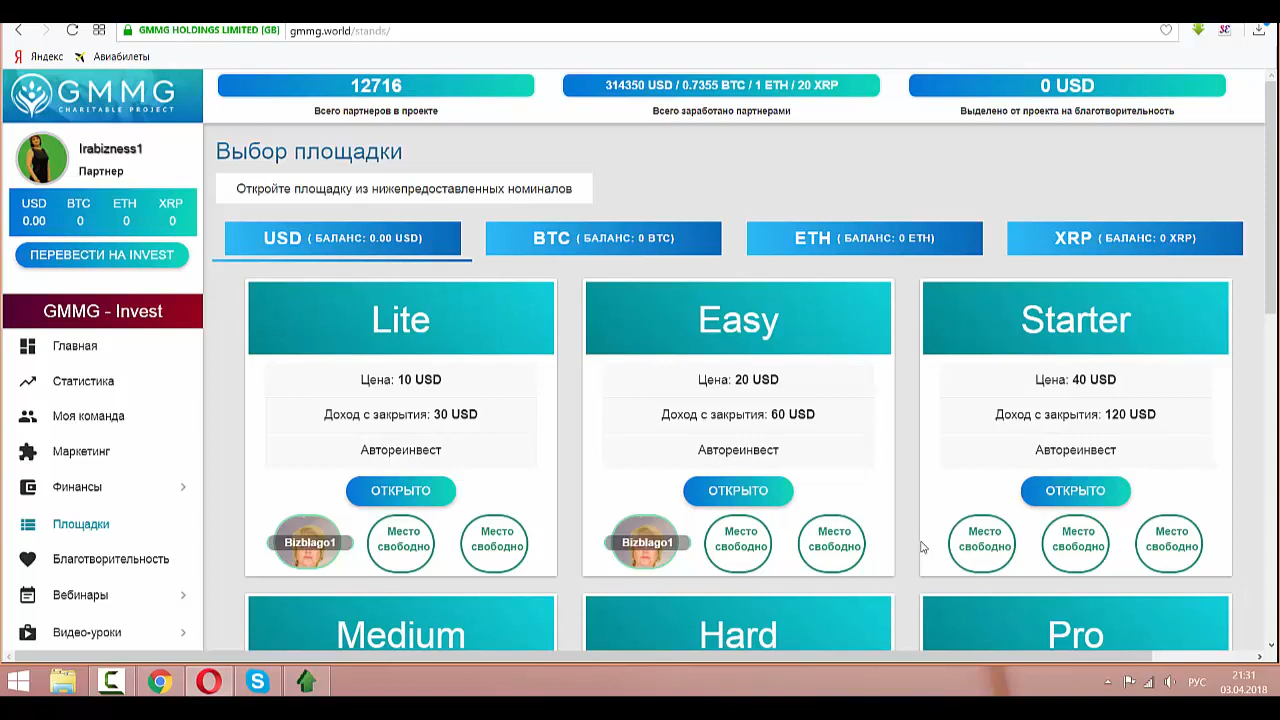 GMMG HOLDINGS LIMITED (GB) gmmg.world/stands/
Яндекс Авиабилеты
GMMG
CHARITABLE PROJECT
12716
Всего партнеров в проекте
314350 USD / 0.7355 BTC / 1 ETH / 20 XRP
Всего заработано партнерами
0 USD
Выделено от проекта на благотворительность
Irabizness1
Партнер
USD BTC ETH XRP
0.00 0 0 0
ПЕРЕВЕСТИ НА INVEST
GMMG - Invest
Главная
Статистика
Моя команда
Маркетинг
Финансы
Площадки
Благотворительность
Вебинары
Видео-уроки
Выбор площадки
Откройте площадку из нижепредоставленных номиналов
USD ( БАЛАНС: 0.00 USD)
BTC ( БАЛАНС: 0 BTC)
ETH ( БАЛАНС: 0 ETH)
XRP ( БАЛАНС: 0 XRP)
Lite
Цена: 10 USD
Доход с закрытия: 30 USD
Автореинвест
ОТКРЫТО
Bizblago1
Место
свободно
Место
свободно
Easy
Цена: 20 USD
Доход с закрытия: 60 USD
Автореинвест
ОТКРЫТО
Bizblago1
Место
свободно
Место
свободно
Starter
Цена: 40 USD
Доход с закрытия: 120 USD
Автореинвест
ОТКРЫТО
Место
свободно
Место
свободно
Место
свободно
Medium
Hard
Pro
РУС
21:31
03.04.2018